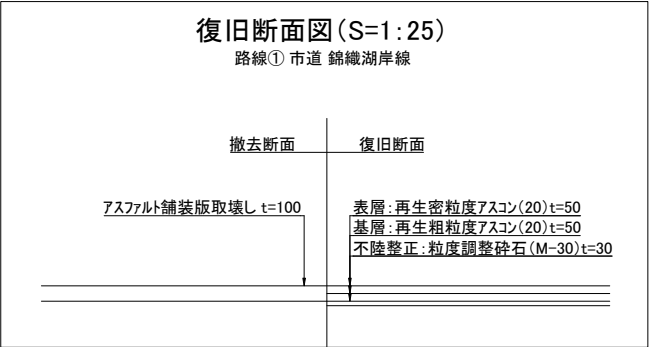 復旧断面図(S=1:25)
路線① 市道 錦織湖岸線
撤去断面
復旧断面
アスファルト舗装版取壊し t=100
表層:再生密粒度アスコン(20)t=50
基層:再生粗粒度アスコン(20)t=50
不陸整正:粒度調整砕石(M-30)t=30